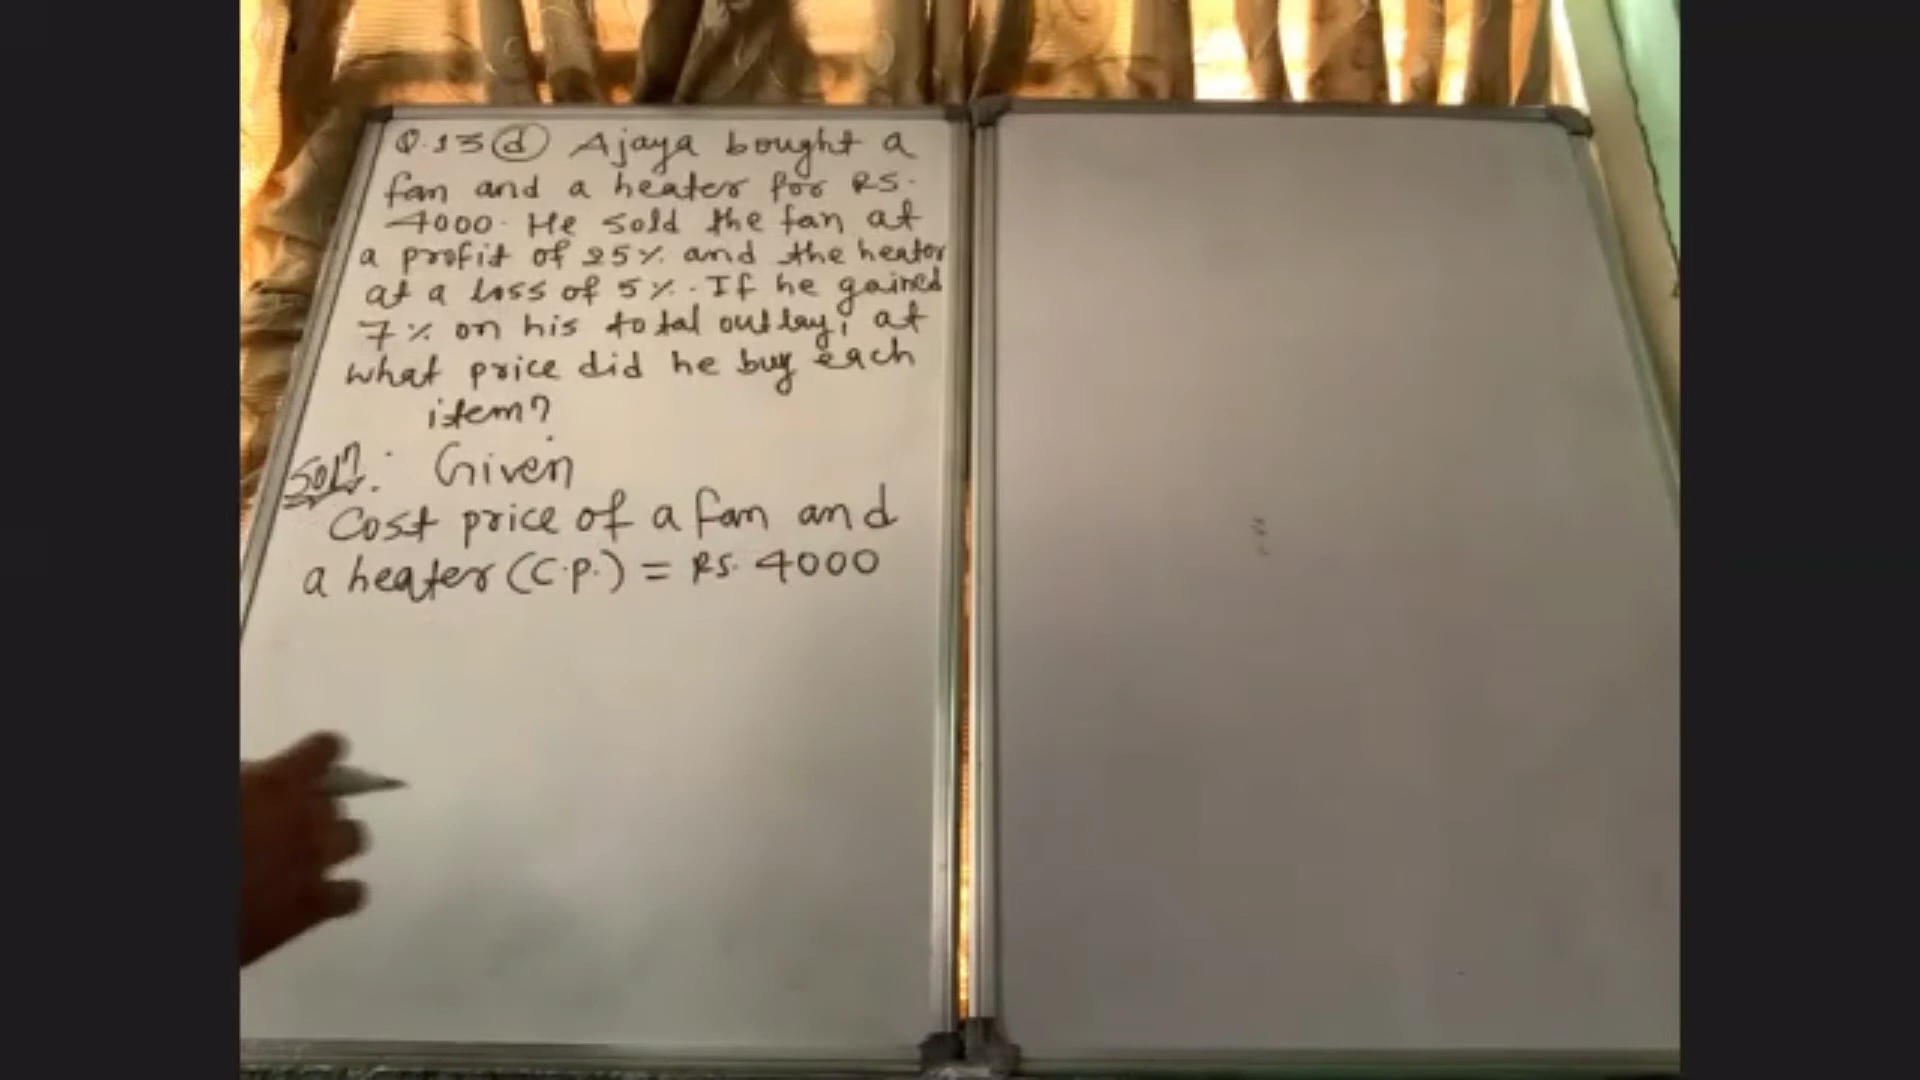 Q.13 (d) Ajaya bought a
fan and a heater for RS.
4000. He sold the fan at
a profit of 25% and the heater
at a loss of 5%. If he gained
7% on his total outlay, at
what price did he buy each
item?
Solⁿ: Given
Cost price of a fan and
a heater (C.P.) = RS. 4000